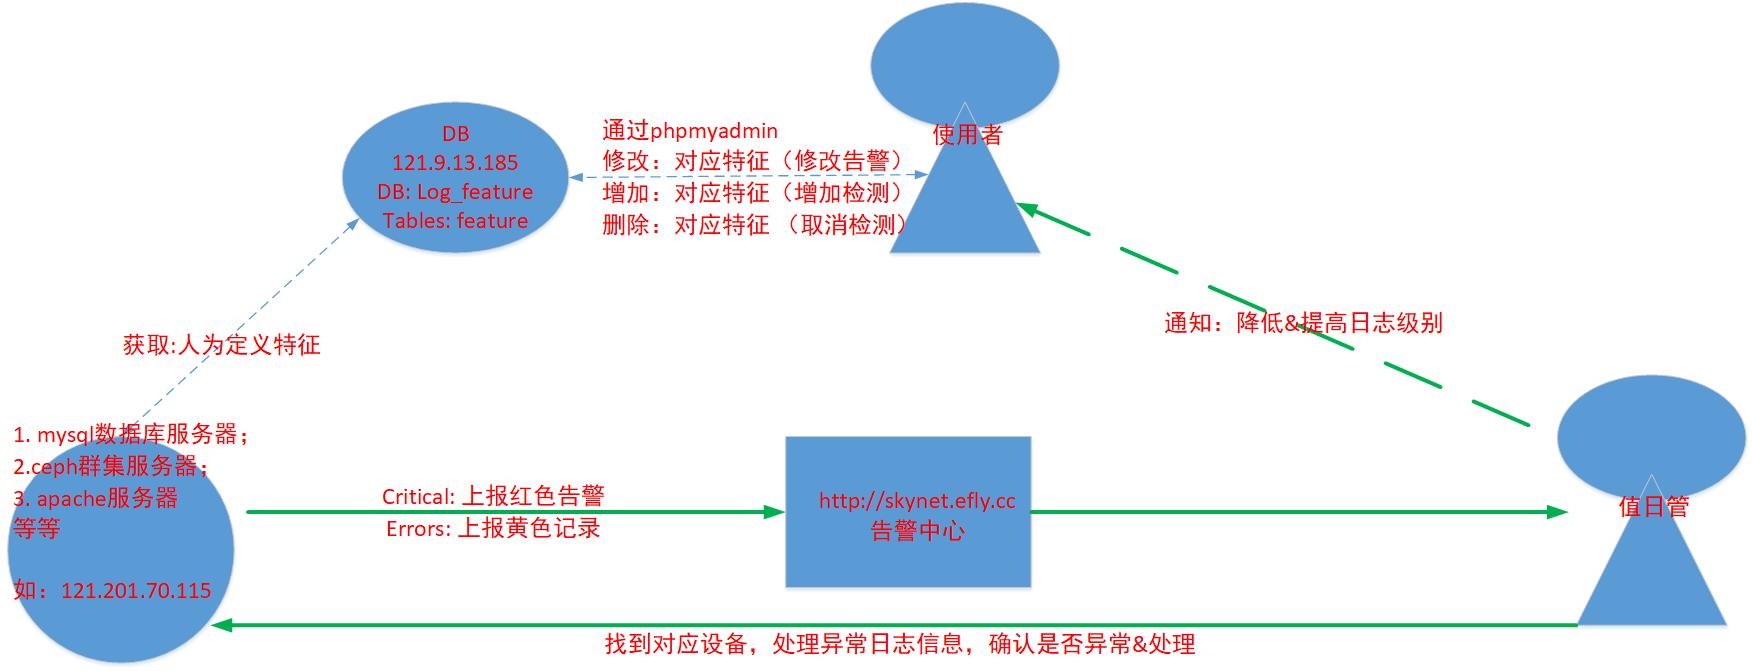 使用者
DB
121.9.13.185
DB: Log_feature
Tables: feature
通过phpmyadmin
修改：对应特征（修改告警）
增加：对应特征（增加检测）
删除：对应特征 （取消检测）
获取:人为定义特征
通知：降低&提高日志级别
1. mysql数据库服务器；
2.ceph群集服务器；
3. apache服务器
等等
如：121.201.70.115
Critical: 上报红色告警
Errors: 上报黄色记录
http://skynet.efly.cc
告警中心
值日管
找到对应设备，处理异常日志信息，确认是否异常&处理